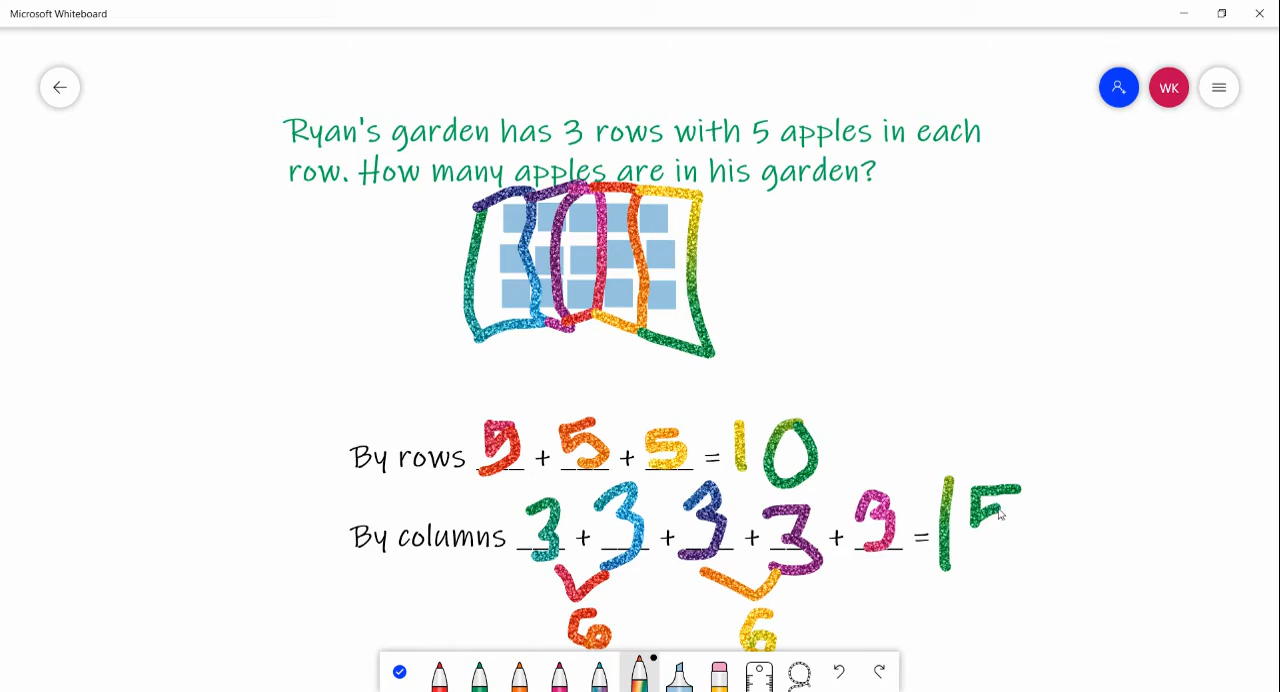 Microsoft Whiteboard
WK
Ryan's garden has 3 rows with 5 apples in each
row. How many apples are in his garden?
By rows 5 + 5 + 5 = 10
By columns 3 + 3 + 3 + 3 + 3 = 15
6 6